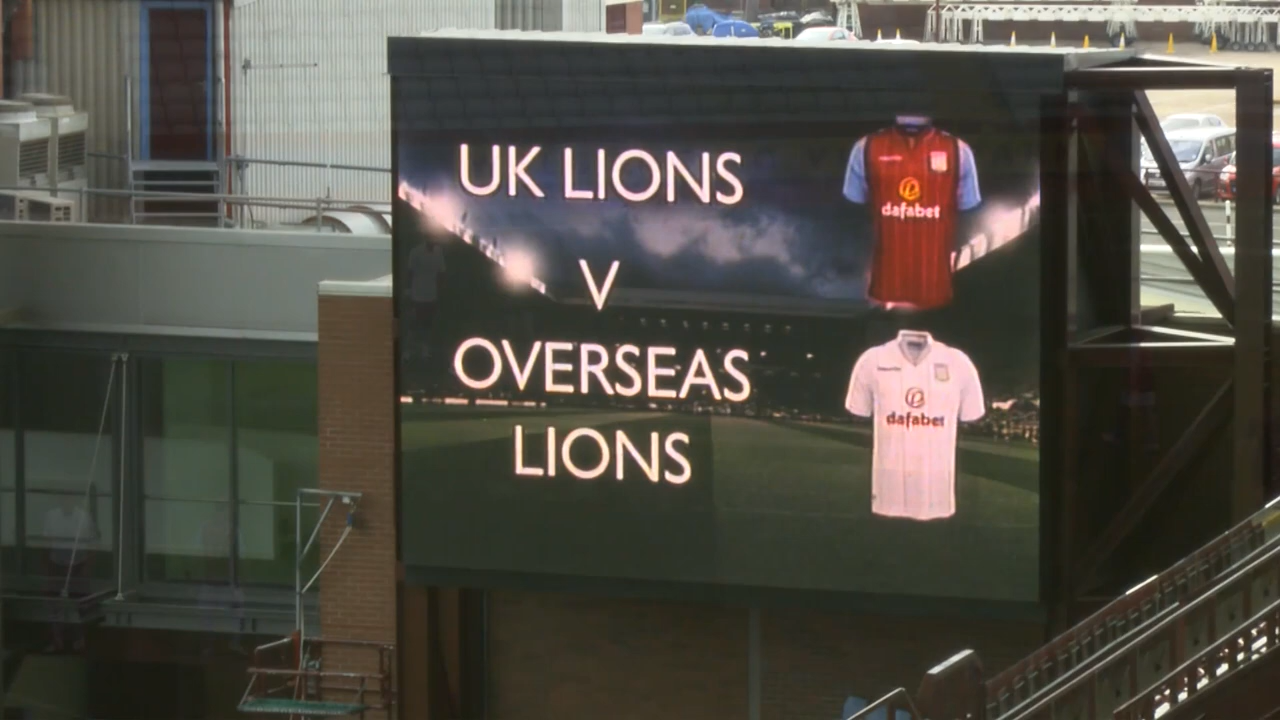 UK LIONS
dafabet
V
OVERSEAS
LIONS
dafabet